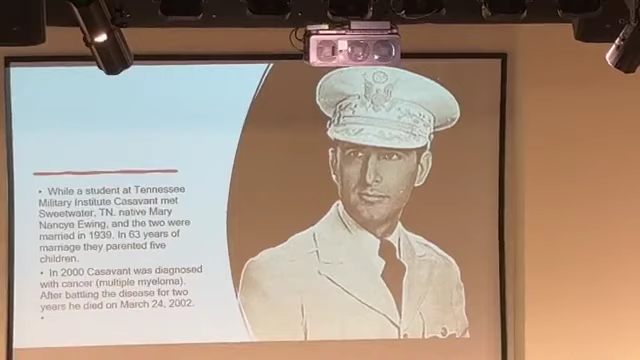 • While a student at Tennessee
Military Institute Casavant met
Sweetwater, TN. native Mary
Nancye Ewing, and the two were
married in 1939. In 63 years of
marriage they parented five
children.
• In 2000 Casavant was diagnosed
with cancer (multiple myeloma).
After battling the disease for two
years he died on March 24, 2002.
•